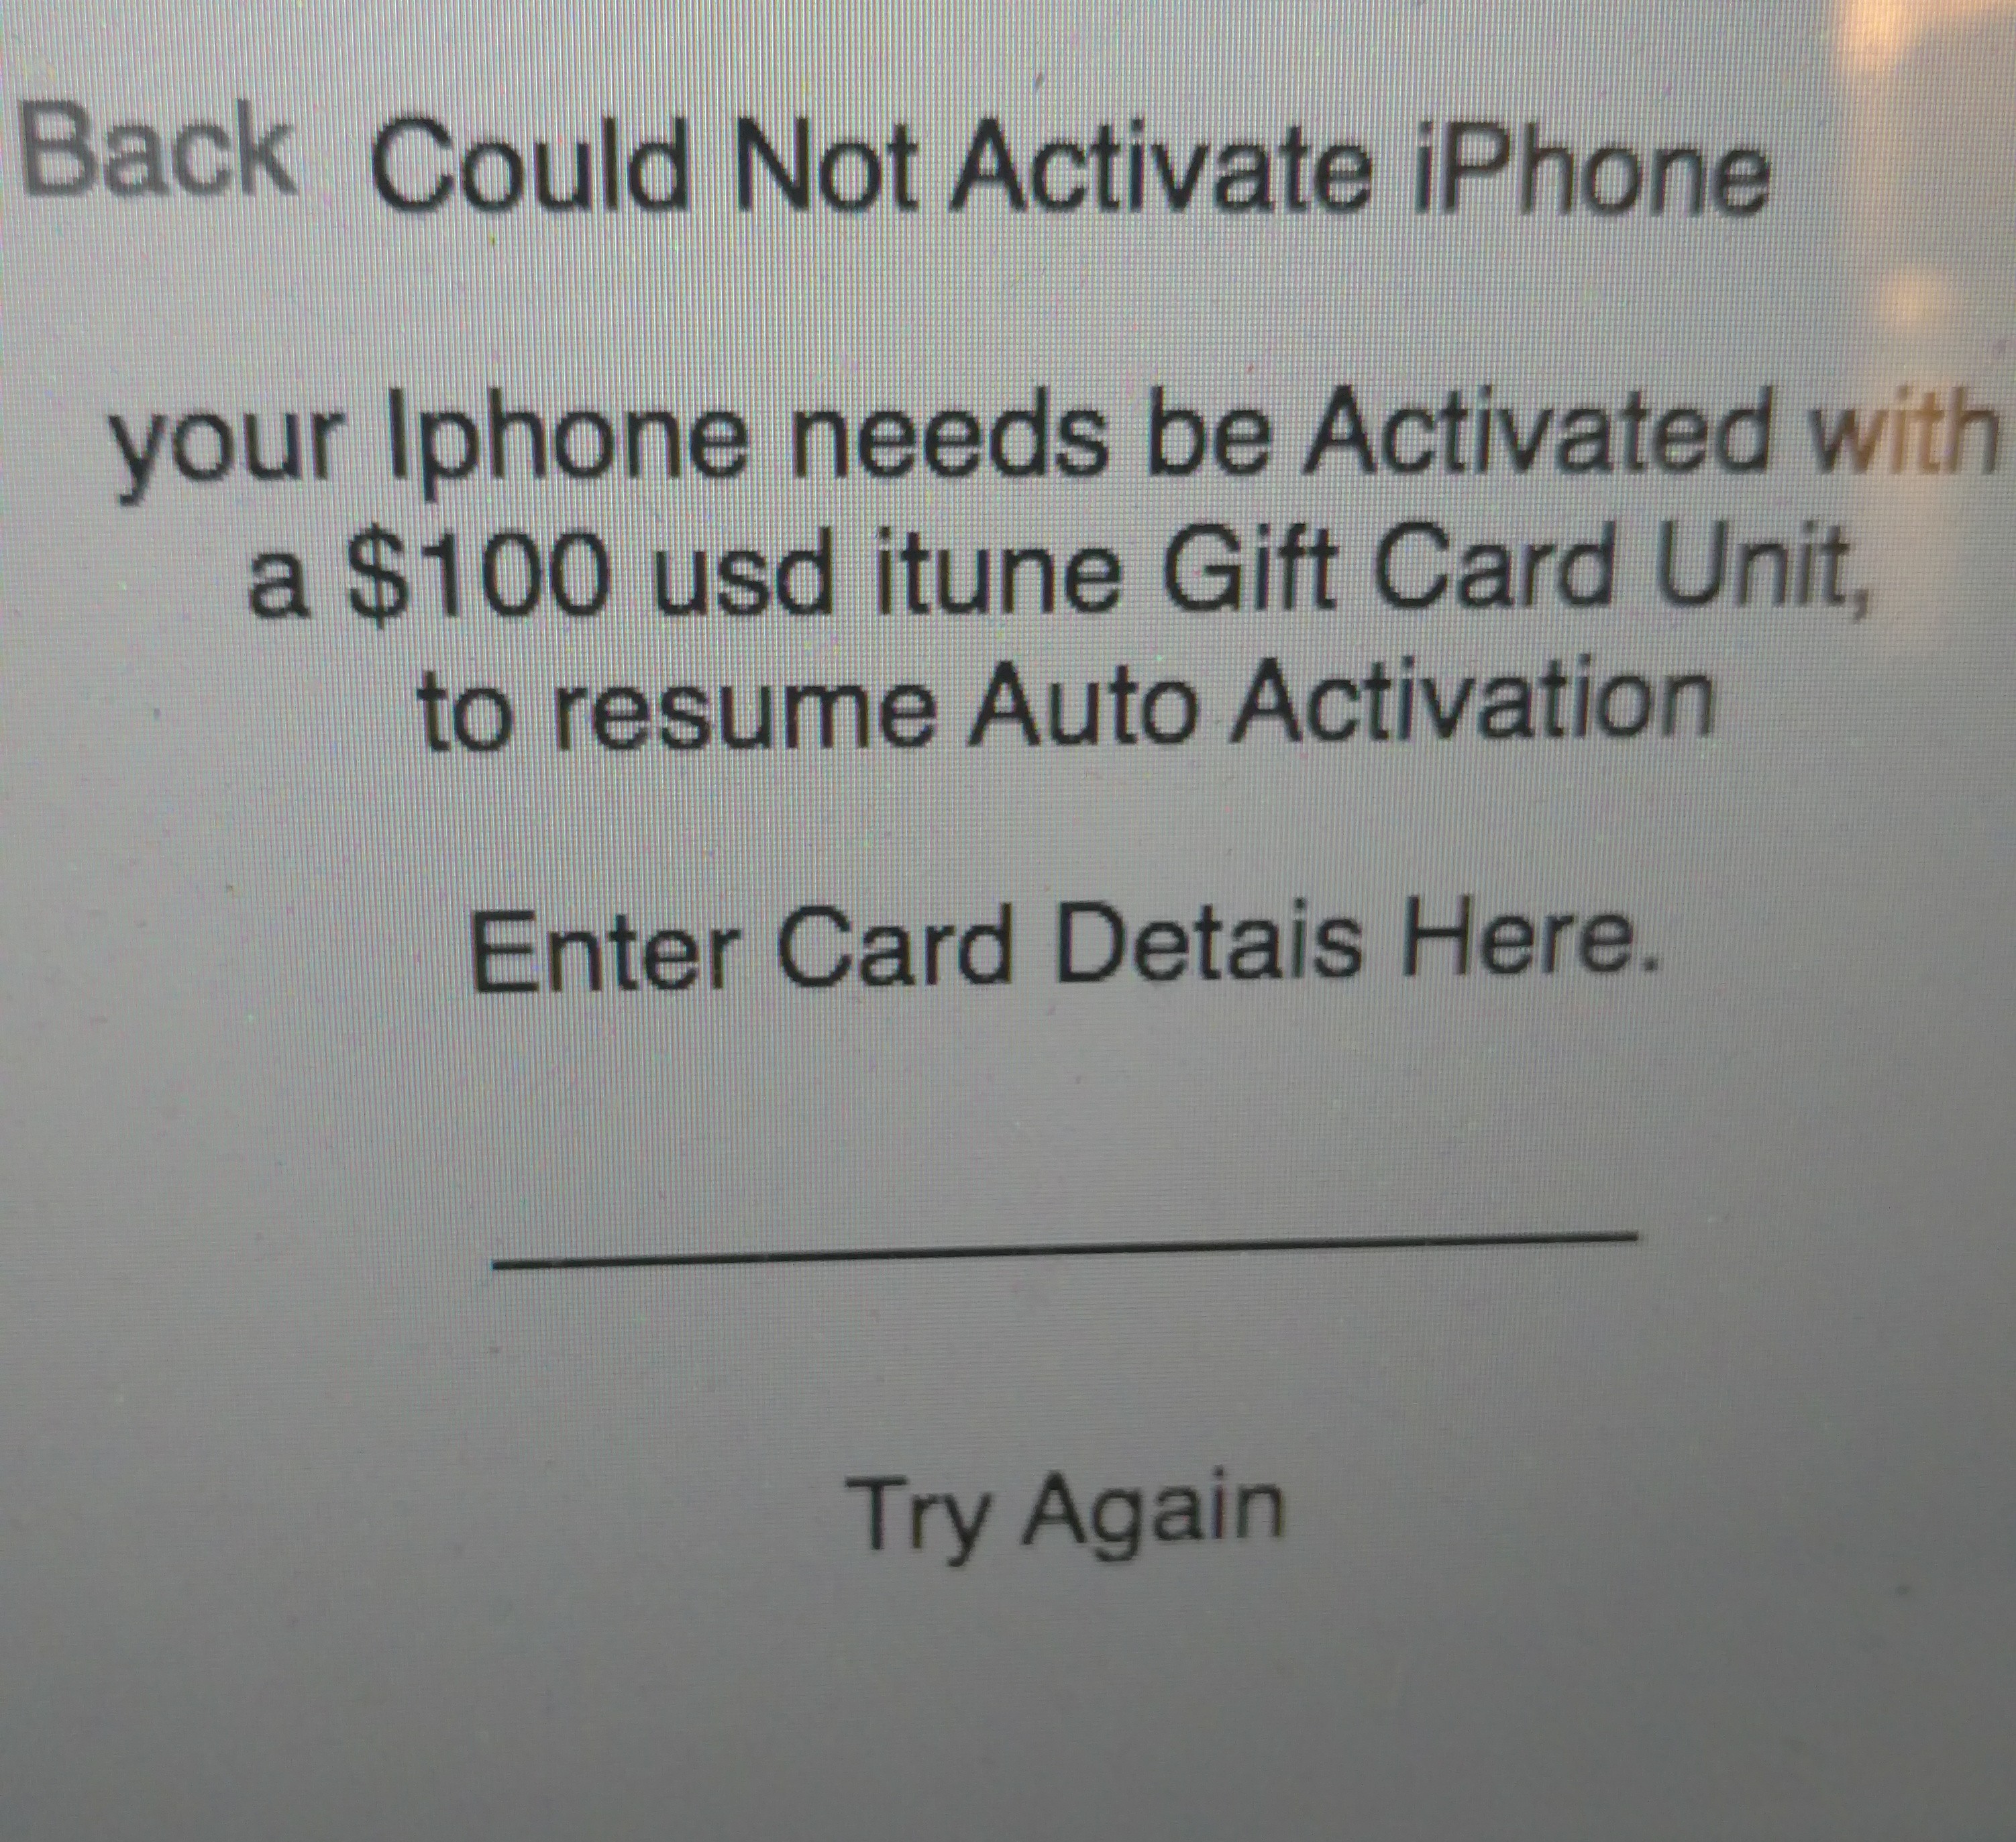 Back Could Not Activate iPhone
your Iphone needs be Activated with
a $100 usd itune Gift Card Unit,
to resume Auto Activation
Enter Card Detais Here.
Try Again